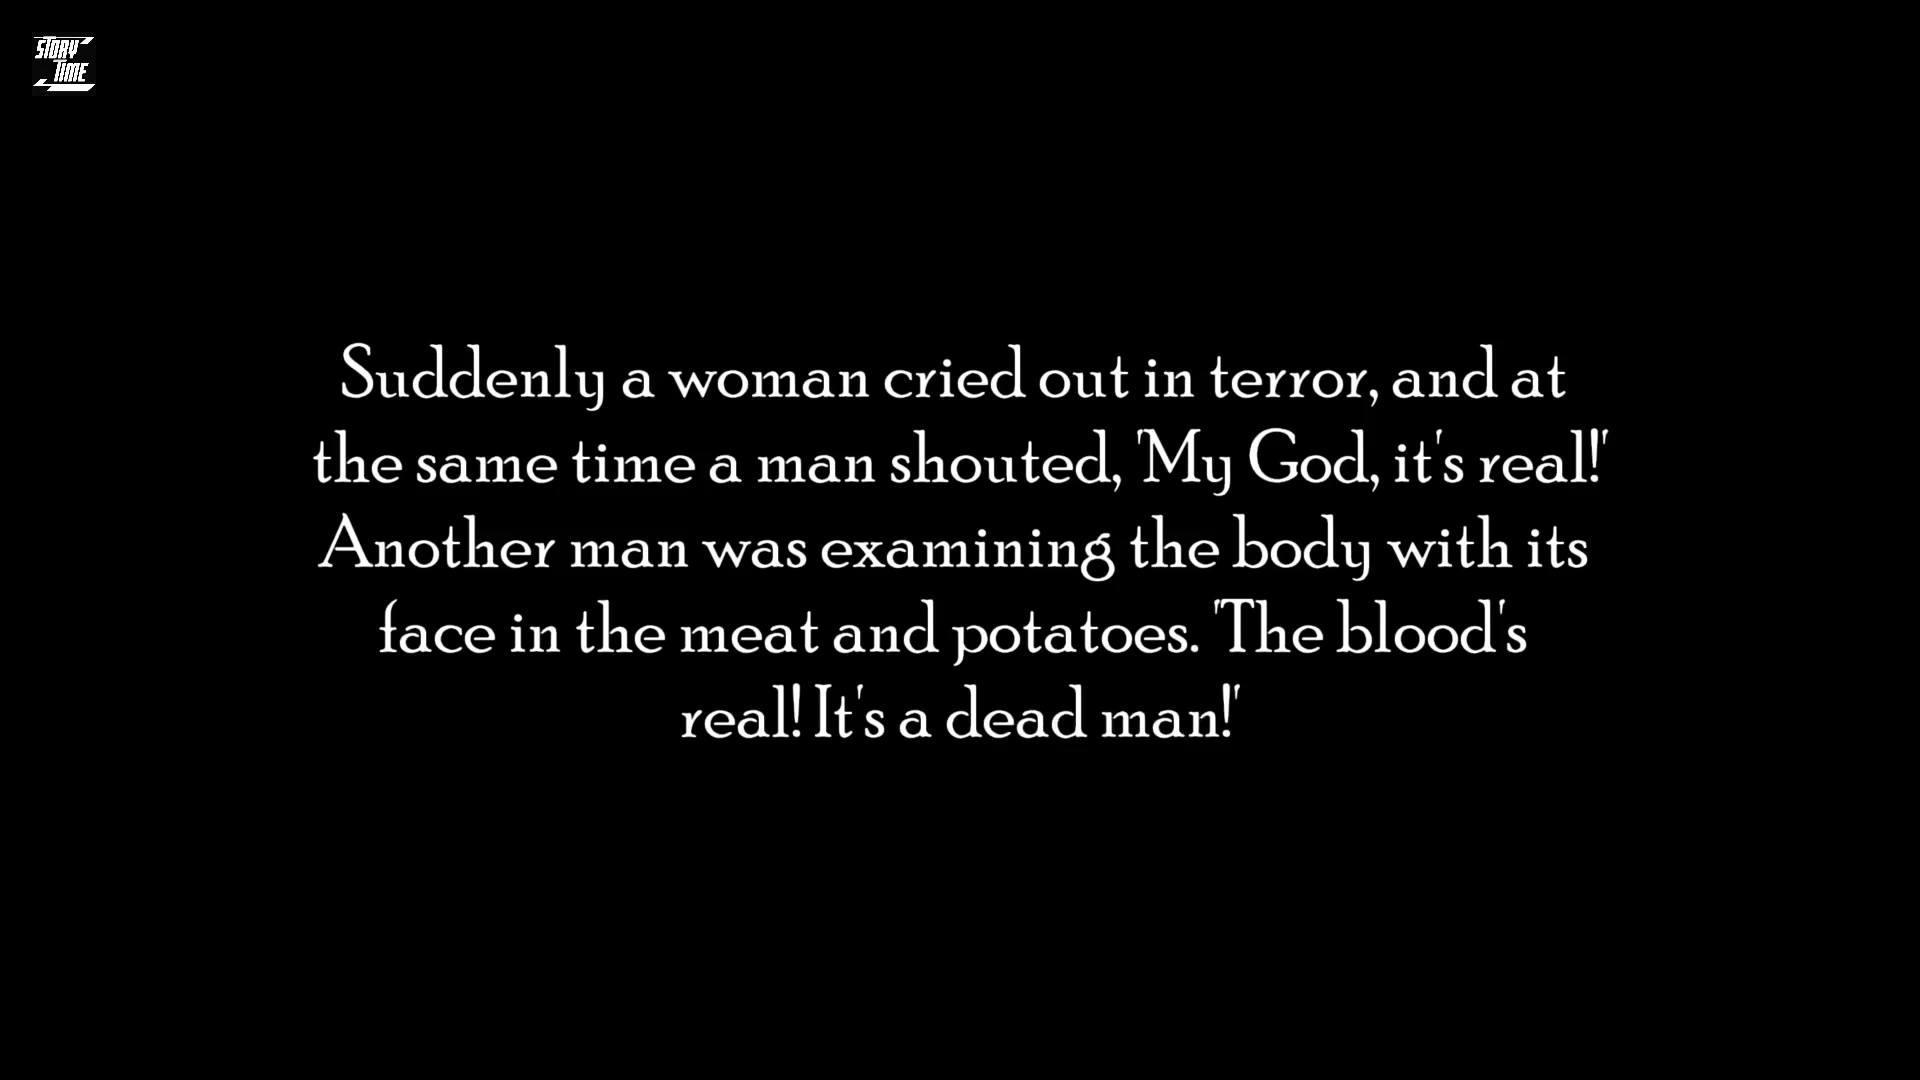 STORY
TIME
Suddenly a woman cried out in terror, and at
the same time a man shouted, 'My God, it's real!'
Another man was examining the body with its
face in the meat and potatoes. 'The blood's
real! It's a dead man!'